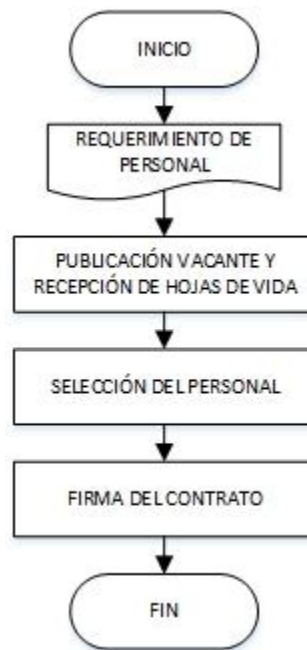 INICIO
REQUERIMIENTO DE
PERSONAL
PUBLICACIÓN VACANTE Y
RECEPCIÓN DE HOJAS DE VIDA
SELECCIÓN DEL PERSONAL
FIRMA DEL CONTRATO
FIN